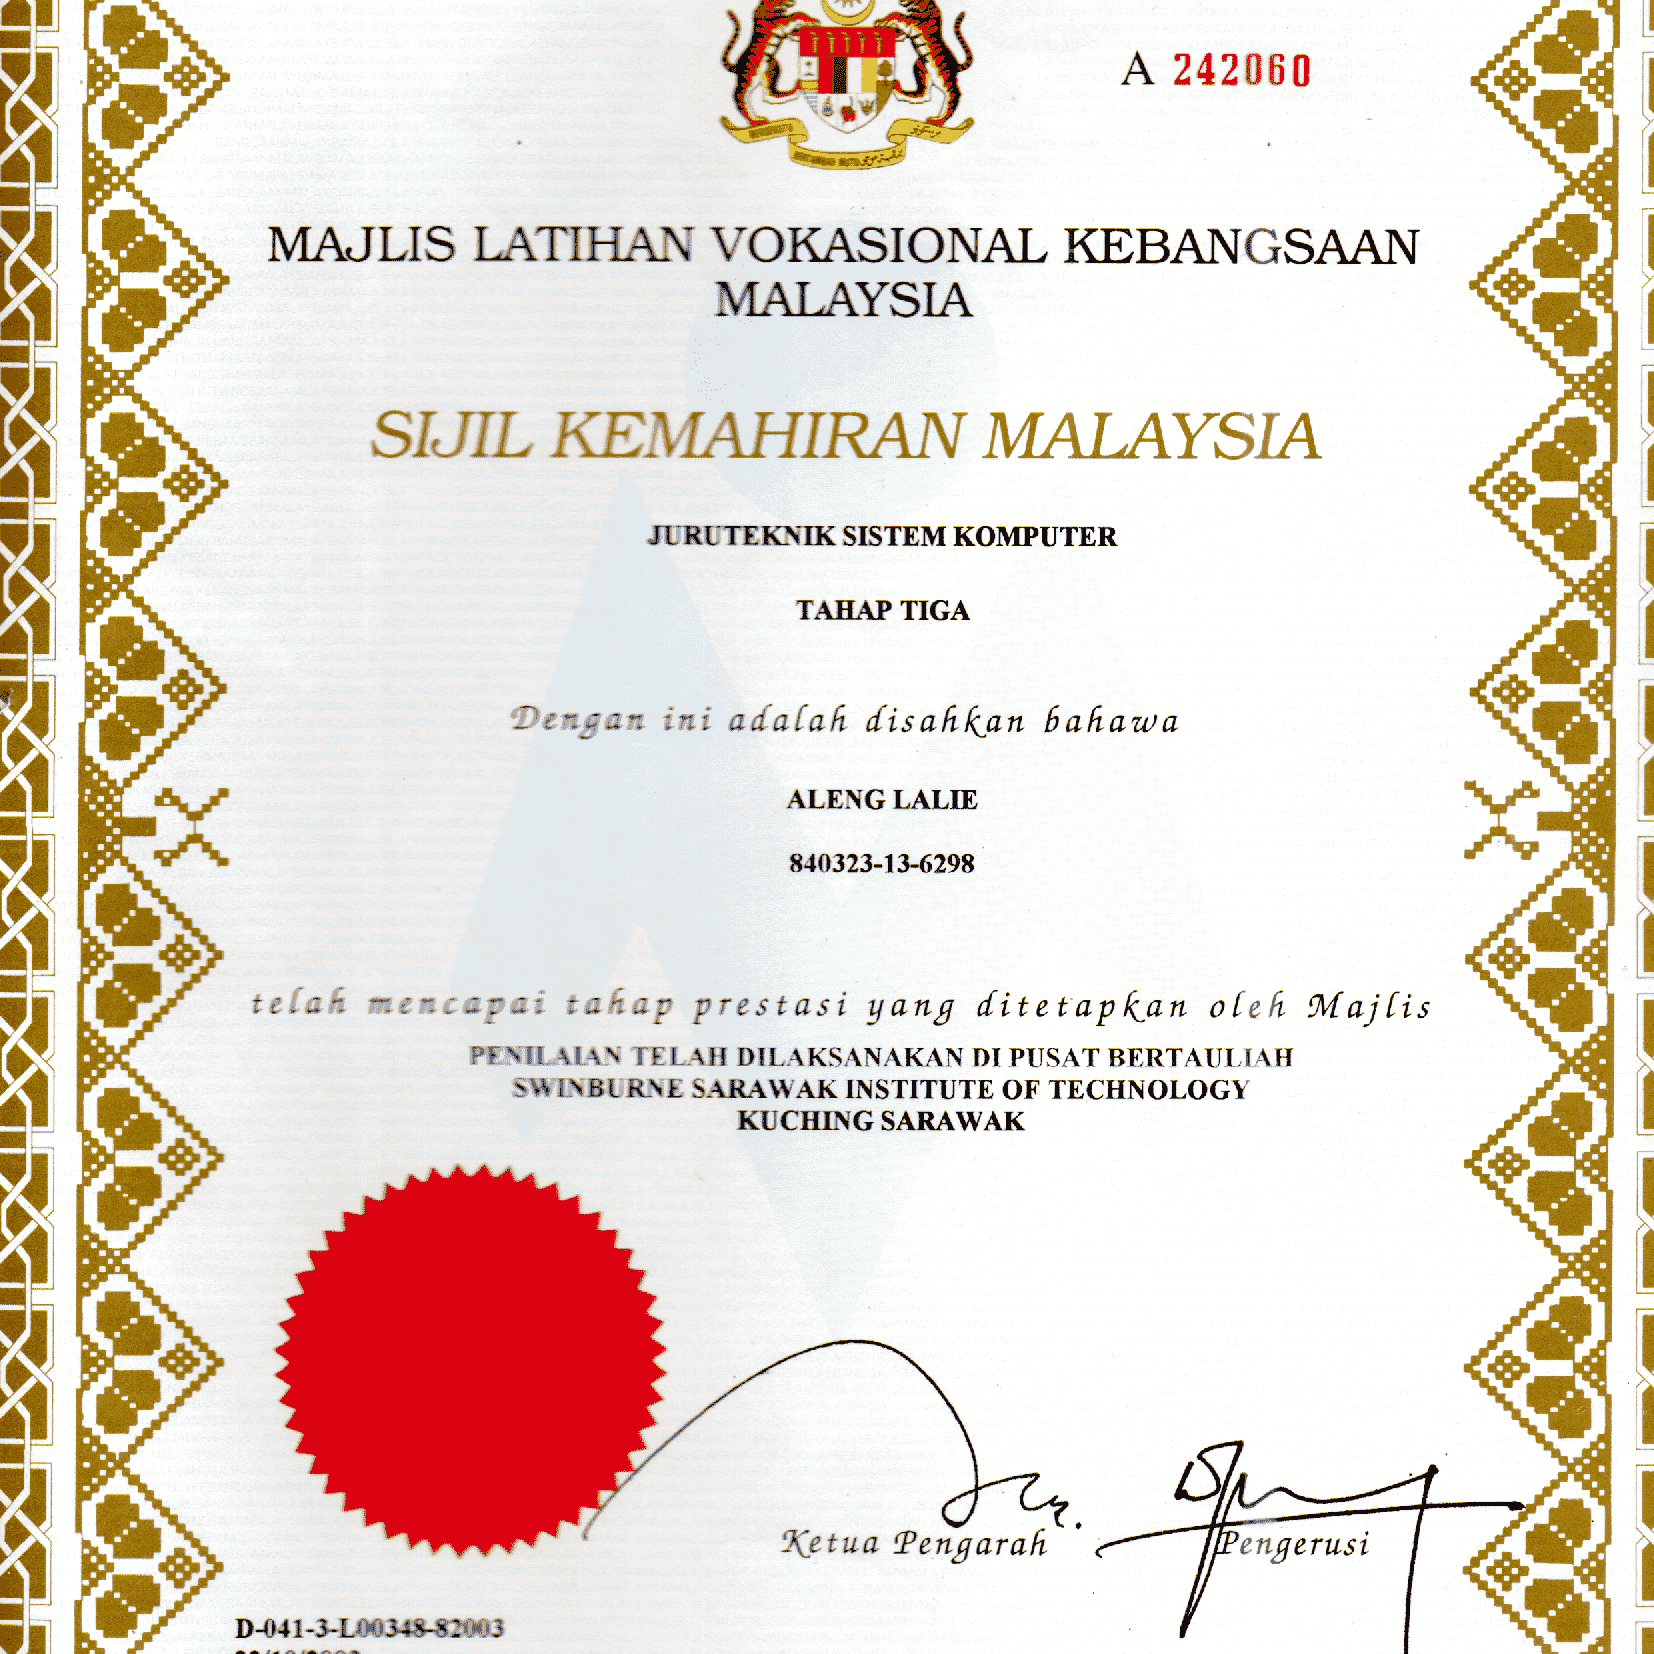 A 242060
MAJLIS LATIHAN VOKASIONAL KEBANGSAAN
MALAYSIA
SIJIL KEMAHIRAN MALAYSIA
JURUTEKNIK SISTEM KOMPUTER
TAHAP TIGA
Dengan ini adalah disahkan bahawa
ALENG LALIE
840323-13-6298
telah mencapai tahap prestasi yang ditetapkan oleh Majlis
PENILAIAN TELAH DILAKSANAKAN DI PUSAT BERTAULIAH
SWINBURNE SARAWAK INSTITUTE OF TECHNOLOGY
KUCHING SARAWAK
Ketua Pengarah Pengerusi
D-041-3-L00348-82003